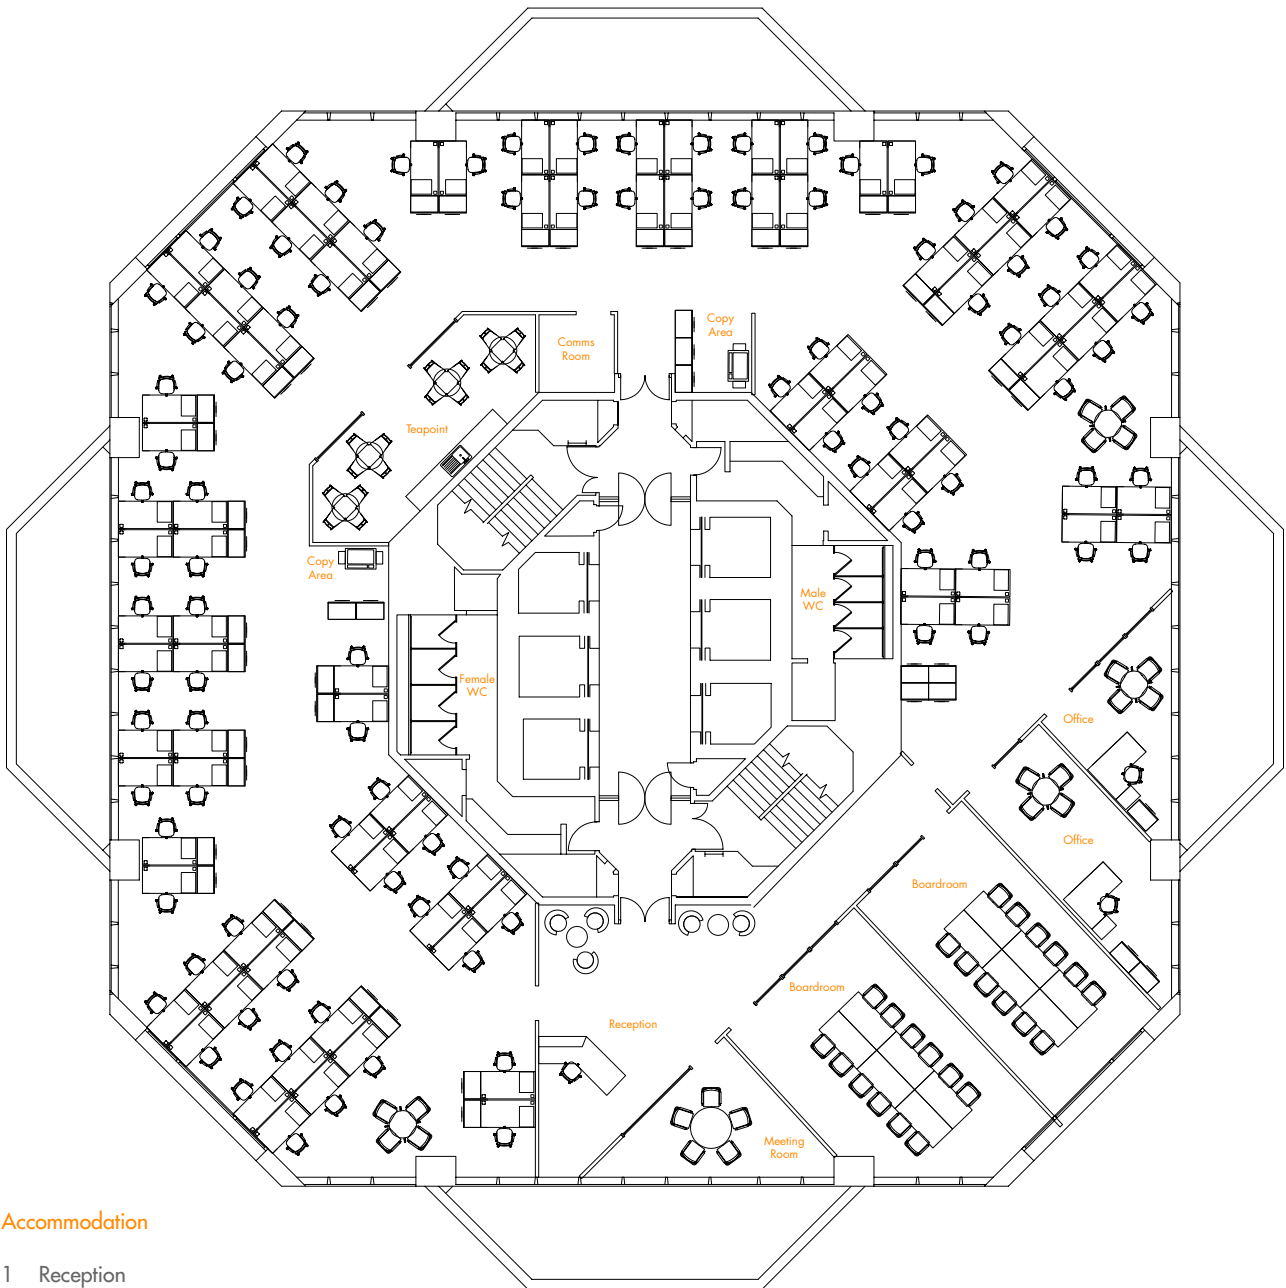 Copy
Area
Comms
Room
Teapoint
Copy
Area
Male
WC
Female
WC
Office
Office
Boardroom
Boardroom
Reception
Meeting
Room
Accommodation
1 Reception